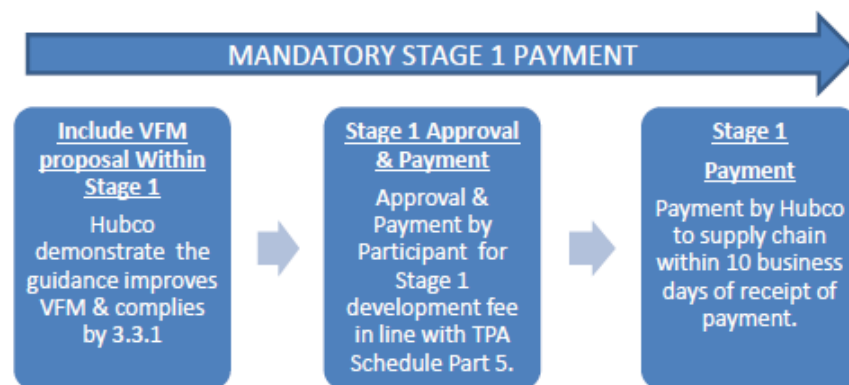 MANDATORY STAGE 1 PAYMENT
Include VFM
proposal Within
Stage 1
Hubco
demonstrate the
guidance improves
VFM & complies
by 3.3.1
Stage 1 Approval
& Payment
Approval &
Payment by
Participant for
Stage 1
development fee
in line with TPA
Schedule Part 5.
Stage 1
Payment
Payment by Hubco
to supply chain
within 10 business
days of receipt of
payment.